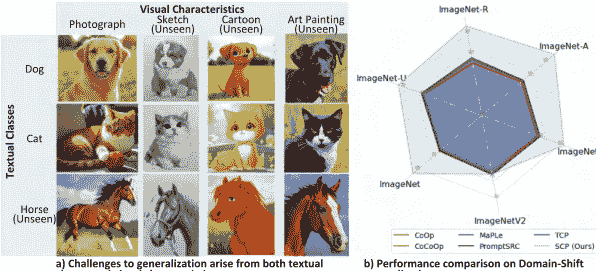 Visual Characteristics
Photograph
Sketch
(Unseen)
Cartoon
(Unseen)
Art Painting
(Unseen)
Textual Classes
Dog
Cat
Horse
(Unseen)
a) Challenges to generalization arise from both textual
ImageNet-R
ImageNet-A
ImageNet-U
ImageNet
ImageNet
ImageNetV2
CoOp
MaPLe
TCP
CoCoOp
PromptSRC
SCP (Ours)
b) Performance comparison on Domain-Shift